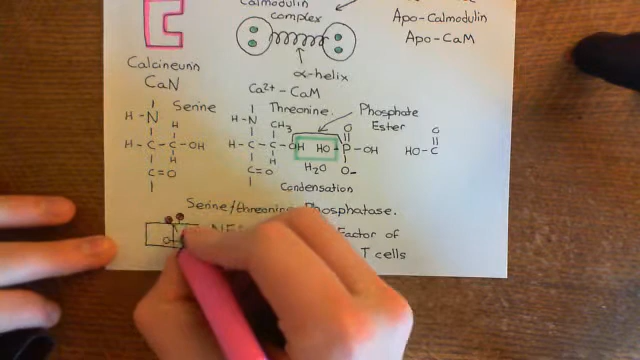 Calmodulin
complex
Apo-Calmodulin
Apo-CaM
Calcineurin
CaN
α-helix
Ca2+-CaM
Serine
Threonine
Phosphate
Ester
H-N
H
H-C-C-OH
H
C=O
H-N
CH3
H-C-C-OH
H
C=O
HO-P-OH
O
O-
H2O
HO-C
O
Condensation
Serine/threonine Phosphatase.
Factor of
T cells